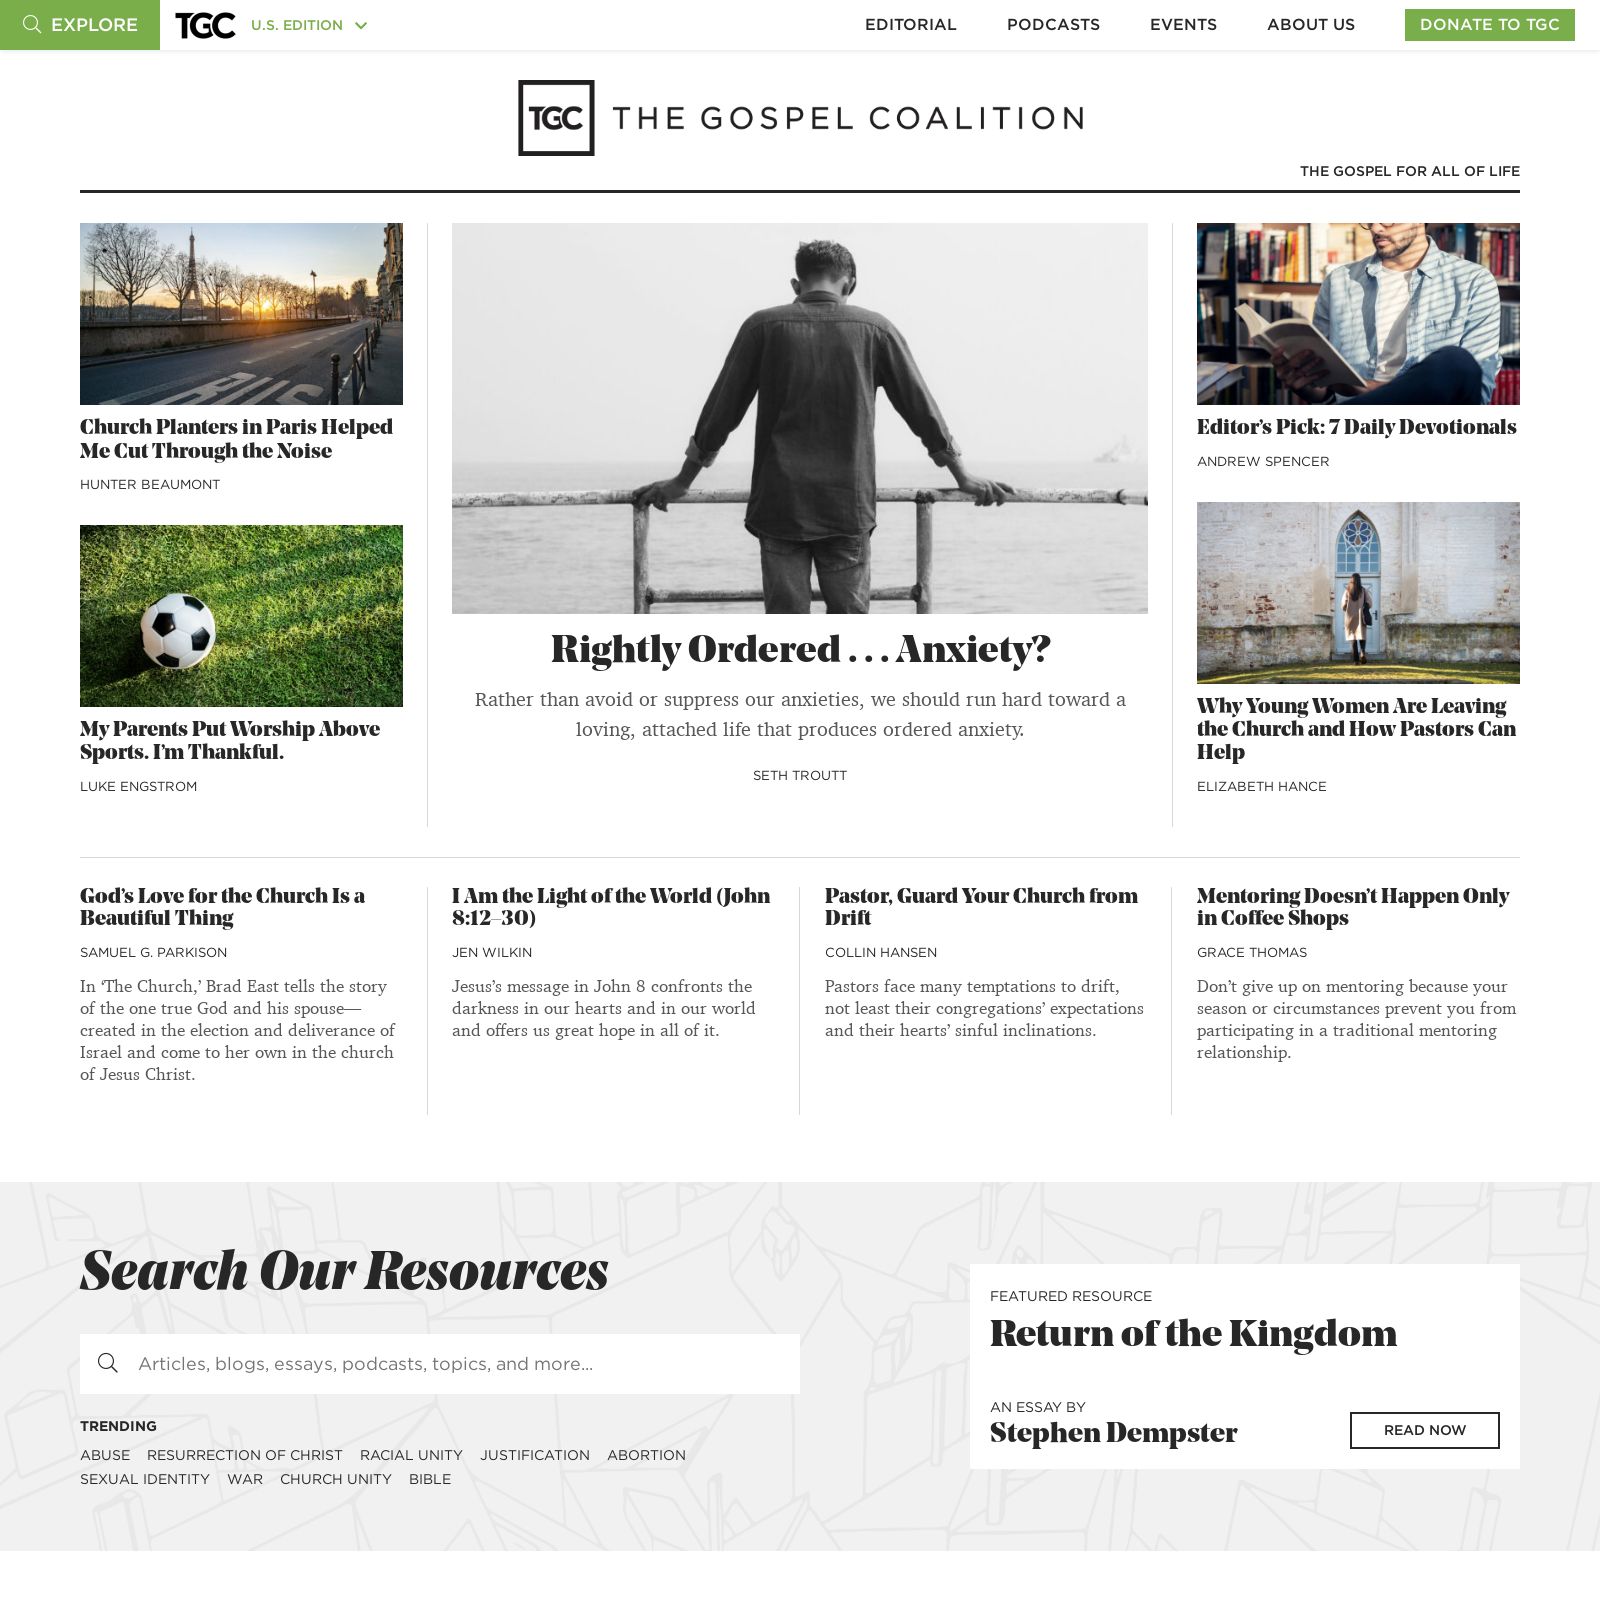 EXPLORE
TGC
U.S. EDITION
EDITORIAL
PODCASTS
EVENTS
ABOUT US
DONATE TO TGC
TGC THE GOSPEL COALITION
THE GOSPEL FOR ALL OF LIFE
BUS
Church Planters in Paris Helped
Me Cut Through the Noise
HUNTER BEAUMONT
My Parents Put Worship Above
Sports. I’m Thankful.
LUKE ENGSTROM
Rightly Ordered . . . Anxiety?
Rather than avoid or suppress our anxieties, we should run hard toward a
loving, attached life that produces ordered anxiety.
SETH TROUTT
Editor’s Pick: 7 Daily Devotionals
ANDREW SPENCER
Why Young Women Are Leaving
the Church and How Pastors Can
Help
ELIZABETH HANCE
God’s Love for the Church Is a
Beautiful Thing
SAMUEL G. PARKISON
In ‘The Church,’ Brad East tells the story
of the one true God and his spouse—
created in the election and deliverance of
Israel and come to her own in the church
of Jesus Christ.
I Am the Light of the World (John
8:12–30)
JEN WILKIN
Jesus’s message in John 8 confronts the
darkness in our hearts and in our world
and offers us great hope in all of it.
Pastor, Guard Your Church from
Drift
COLLIN HANSEN
Pastors face many temptations to drift,
not least their congregations’ expectations
and their hearts’ sinful inclinations.
Mentoring Doesn’t Happen Only
in Coffee Shops
GRACE THOMAS
Don’t give up on mentoring because your
season or circumstances prevent you from
participating in a traditional mentoring
relationship.
Search Our Resources
Articles, blogs, essays, podcasts, topics, and more...
TRENDING
ABUSE RESURRECTION OF CHRIST RACIAL UNITY JUSTIFICATION ABORTION
SEXUAL IDENTITY WAR CHURCH UNITY BIBLE
FEATURED RESOURCE
Return of the Kingdom
AN ESSAY BY
Stephen Dempster
READ NOW